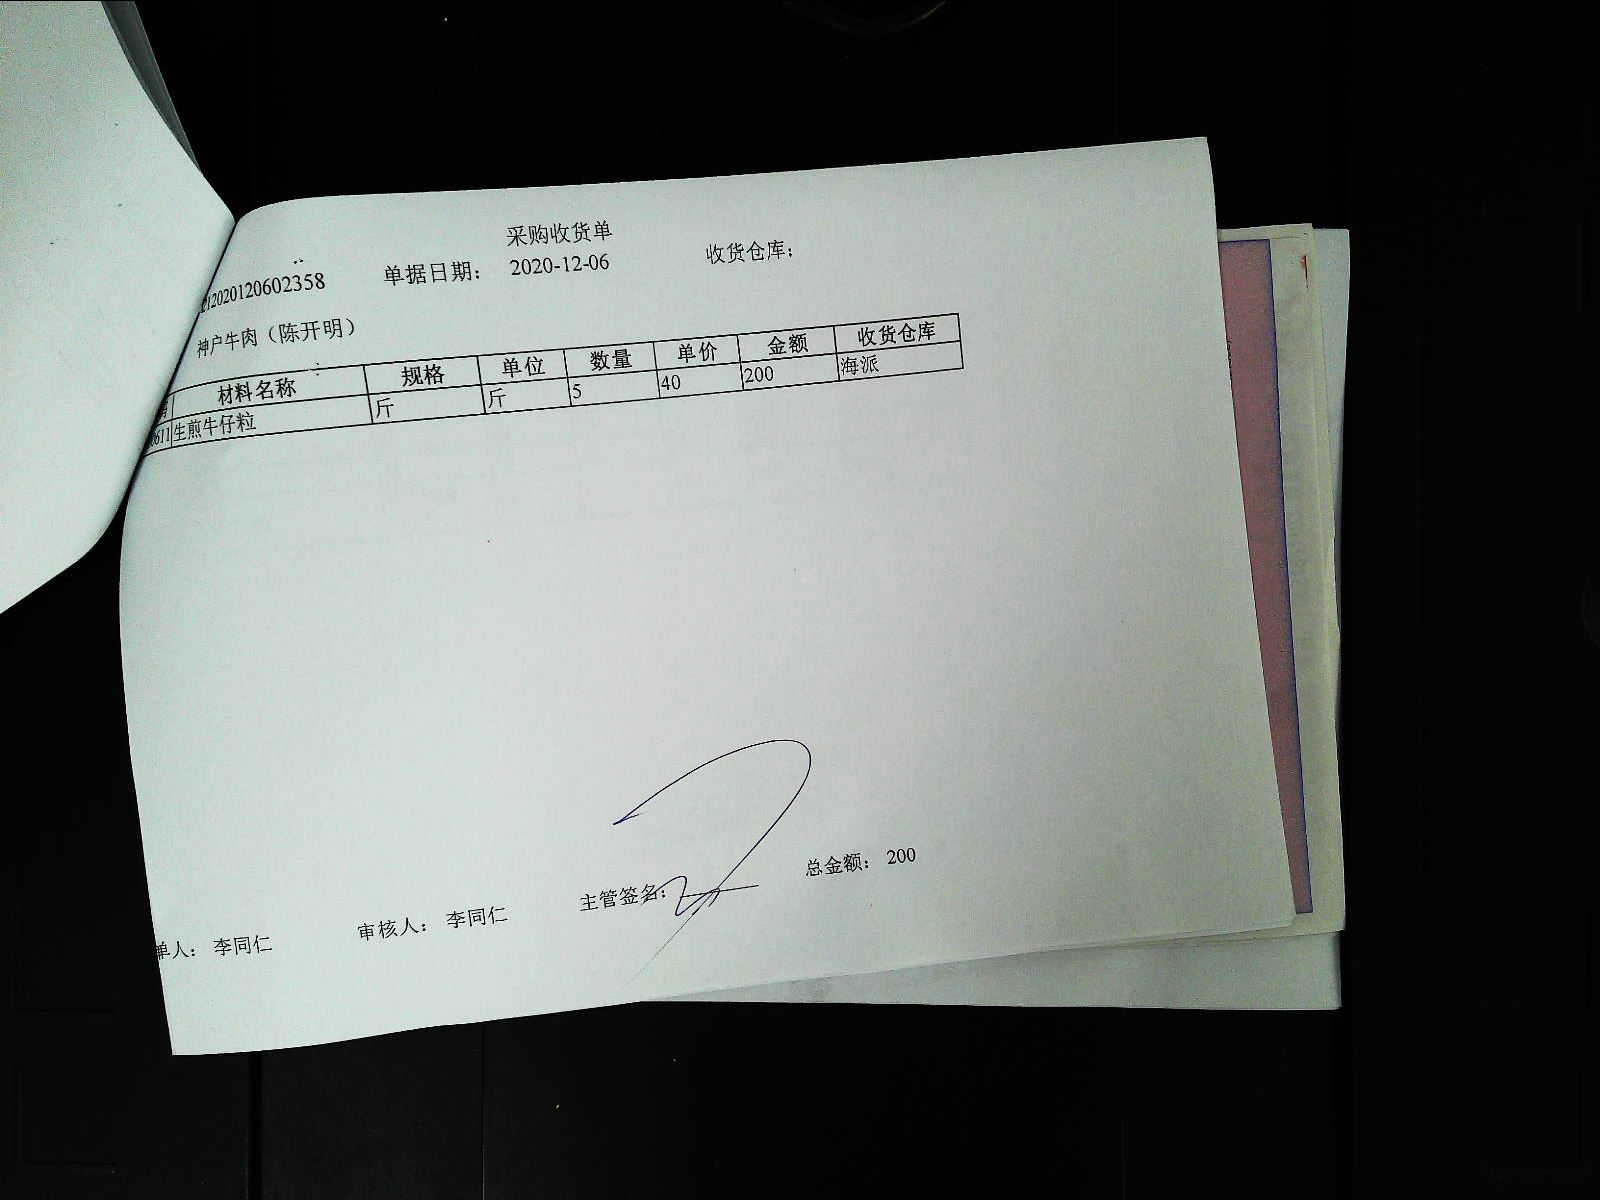 采购收货单
212020120602358 单据日期： 2020-12-06 收货仓库：
神户牛肉（陈开明）
材料名称 规格 单位 数量 单价 金额 收货仓库
0611 生煎牛仔粒 斤 斤 5 40 200 海派
单人： 李同仁 审核人： 李同仁 主管签名： 总金额： 200